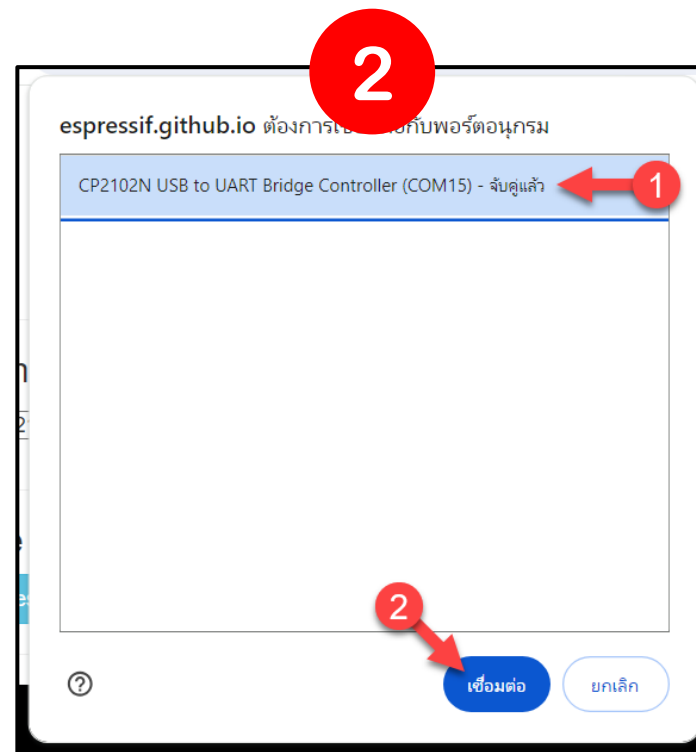 2
espressif.github.io ต้องการ กับพอร์ตอนุกรม
CP2102N USB to UART Bridge Controller (COM15) - จับคู่แล้ว
1
2
เชื่อมต่อ
ยกเลิก